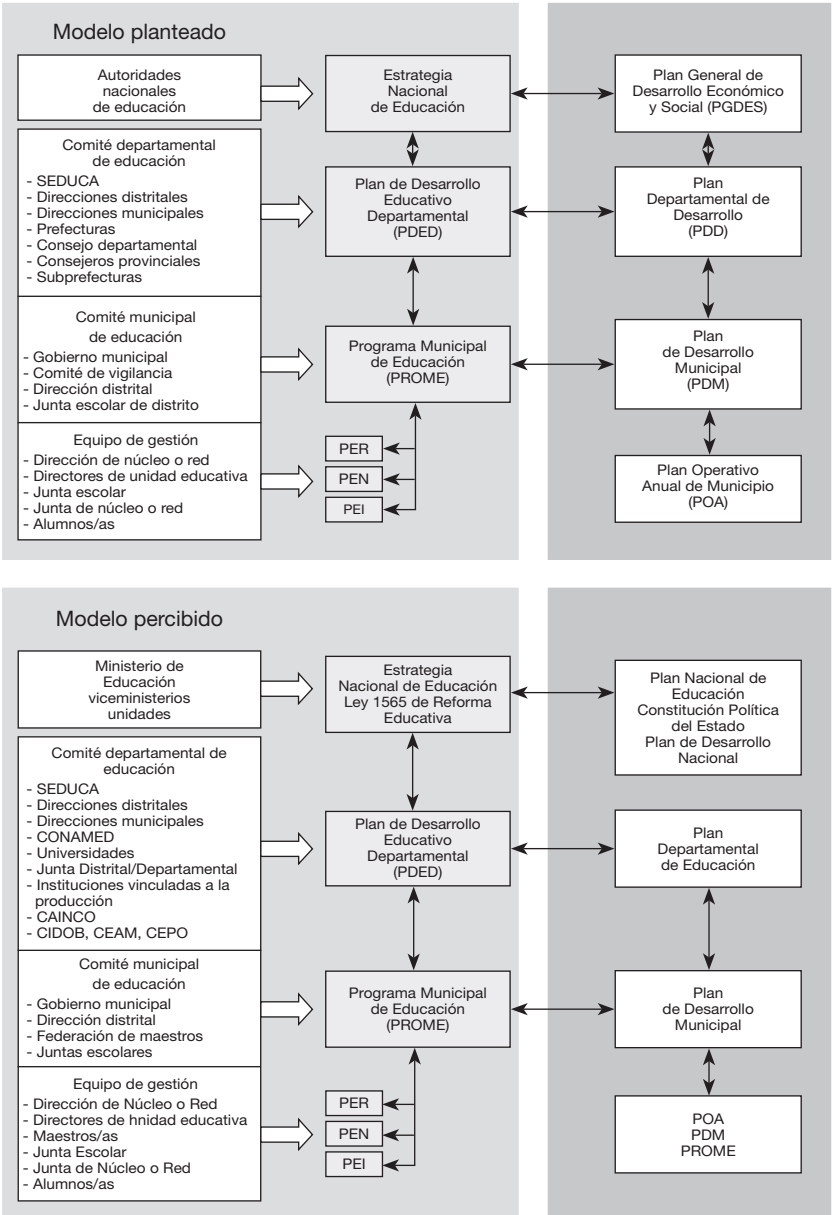 Modelo planteado
Autoridades
nacionales
de educación
Estrategia
Nacional
de Educación
Plan General de
Desarrollo Económico
y Social (PGDES)
Comité departamental
de educación
- SEDUCA
- Direcciones distritales
- Direcciones municipales
- Prefecturas
- Consejo departamental
- Consejeros provinciales
- Subprefecturas
Plan de Desarrollo
Educativo
Departamental
(PDED)
Plan
Departamental de
Desarrollo
(PDD)
Comité municipal
de educación
- Gobierno municipal
- Comité de vigilancia
- Dirección distrital
- Junta escolar de distrito
Programa Municipal
de Educación
(PROME)
Plan
de Desarrollo
Municipal
(PDM)
Equipo de gestión
- Dirección de núcleo o red
- Directores de unidad educativa
- Junta escolar
- Junta de núcleo o red
- Alumnos/as
PER
PEN
PEI
Plan Operativo
Anual de Municipio
(POA)
Modelo percibido
Ministerio de
Educación
viceministerios
unidades
Estrategia
Nacional de Educación
Ley 1565 de Reforma
Educativa
Plan Nacional de
Educación
Constitución Política
del Estado
Plan de Desarrollo
Nacional
Comité departamental de
educación
- SEDUCA
- Direcciones distritales
- Direcciones municipales
- CONAMED
- Universidades
- Junta Distrital/Departamental
- Instituciones vinculadas a la
producción
- CAINCO
- CIDOB, CEAM, CEPO
Plan de Desarrollo
Educativo
Departamental
(PDED)
Plan
Departamental
de Educación
Comité municipal
de educación
- Gobierno municipal
- Dirección distrital
- Federación de maestros
- Juntas escolares
Programa Municipal
de Educación
(PROME)
Plan
de Desarrollo
Municipal
Equipo de gestión
- Dirección de Núcleo o Red
- Directores de hnidad educativa
- Maestros/as
- Junta Escolar
- Junta de Núcleo o Red
- Alumnos/as
PER
PEN
PEI
POA
PDM
PROME